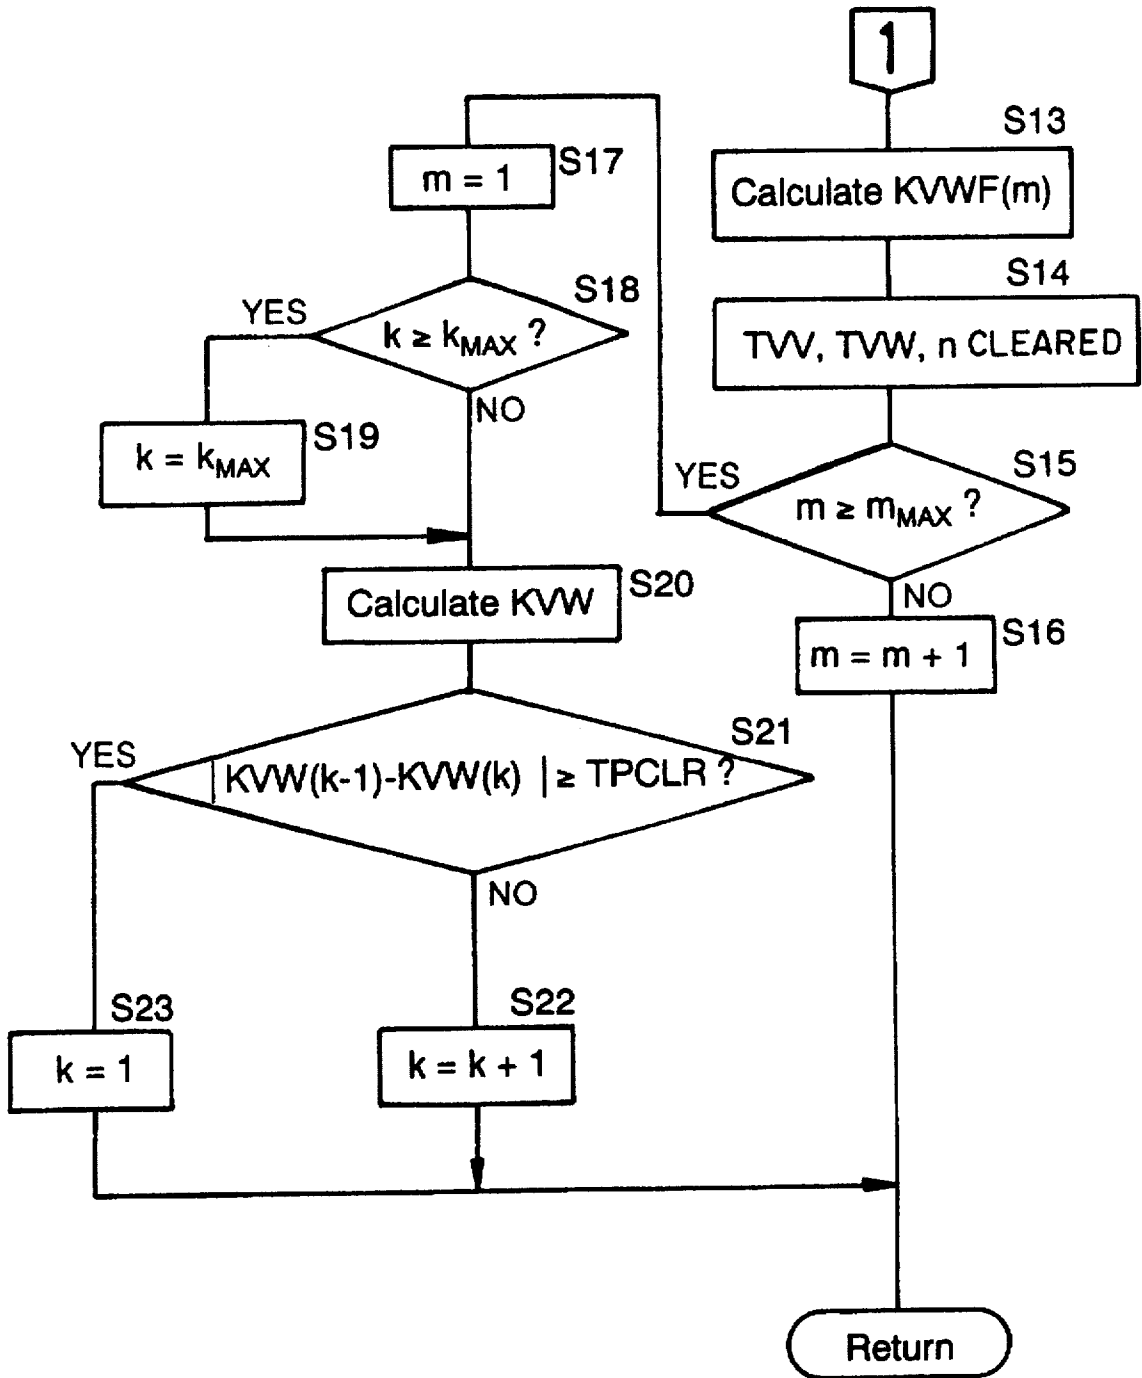 1
S13
Calculate KVWF(m)
S14
TVV, TVW, n CLEARED
S15
m ≥ mMAX ?
YES
NO
S16
m = m + 1
S17
m = 1
S18
k ≥ kMAX ?
YES
NO
S19
k = kMAX
S20
Calculate KVW
S21
|KVW(k-1)-KVW(k) | ≥ TPCLR ?
YES
NO
S22
k = k + 1
S23
k = 1
Return